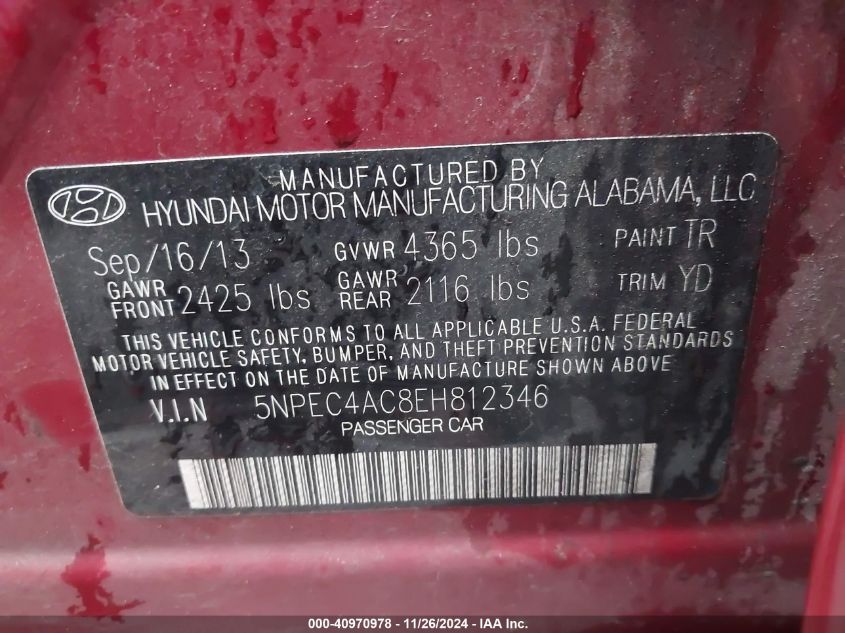 MANUFACTURED BY
HYUNDAI MOTOR MANUFACTURING ALABAMA, LLC
Sep/16/13 GVWR 4365 lbs PAINT TR
GAWR FRONT 2425 lbs GAWR REAR 2116 lbs TRIM YD
THIS VEHICLE CONFORMS TO ALL APPLICABLE U.S.A. FEDERAL
MOTOR VEHICLE SAFETY, BUMPER, AND THEFT PREVENTION STANDARDS
IN EFFECT ON THE DATE OF MANUFACTURE SHOWN ABOVE
V.I.N 5NPEC4AC8EH812346
PASSENGER CAR
000-40970978 - 11/26/2024 - IAA Inc.